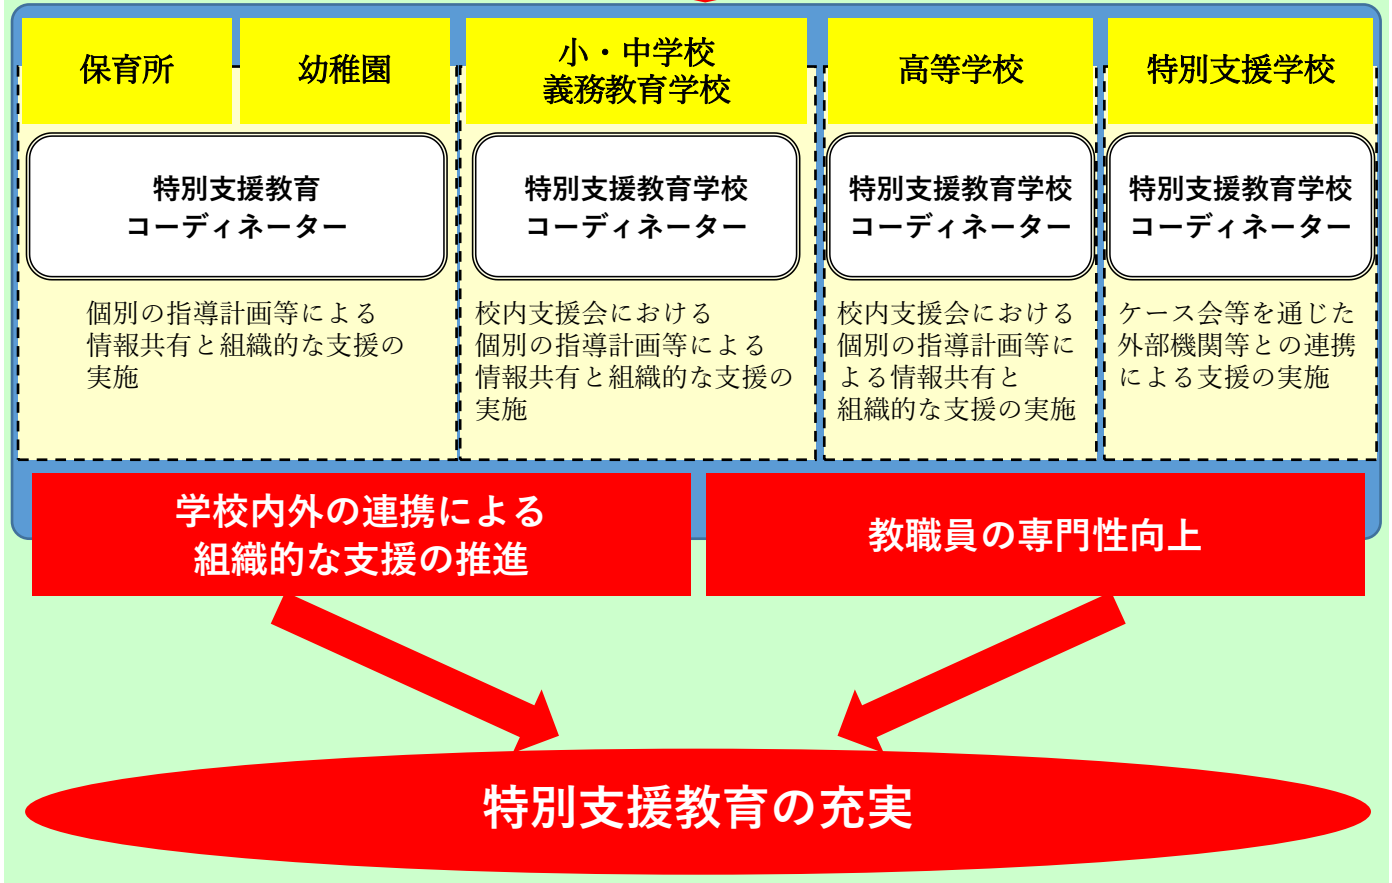 保育所
幼稚園
小・中学校
義務教育学校
高等学校
特別支援学校
特別支援教育
コーディネーター
特別支援教育学校
コーディネーター
特別支援教育学校
コーディネーター
特別支援教育学校
コーディネーター
個別の指導計画等による
情報共有と組織的な支援の
実施
校内支援会における
個別の指導計画等による
情報共有と組織的な支援の
実施
校内支援会における
個別の指導計画等に
よる情報共有と
組織的な支援の実施
ケース会等を通じた
外部機関等との連携
による支援の実施
学校内外の連携による
組織的な支援の推進
教職員の専門性向上
特別支援教育の充実